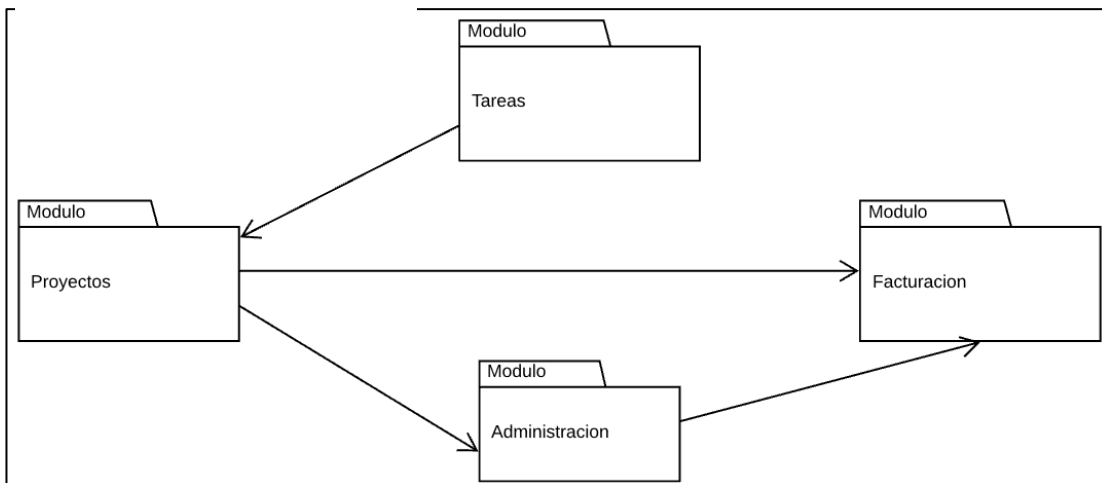 Modulo
Tareas
Modulo
Proyectos
Modulo
Facturacion
Modulo
Administracion